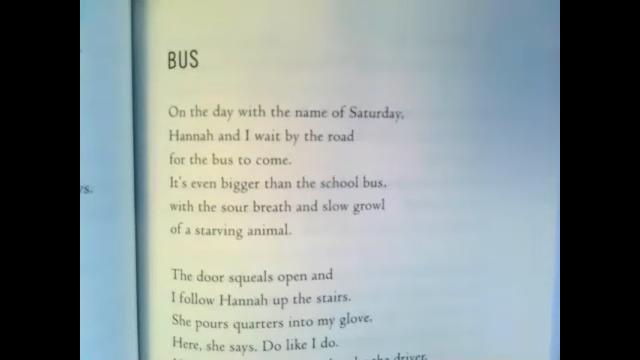 BUS
On the day with the name of Saturday,
Hannah and I wait by the road
for the bus to come.
It's even bigger than the school bus,
with the sour breath and slow growl
of a starving animal.
The door squeals open and
I follow Hannah up the stairs.
She pours quarters into my glove.
Here, she says. Do like I do.
the driver,